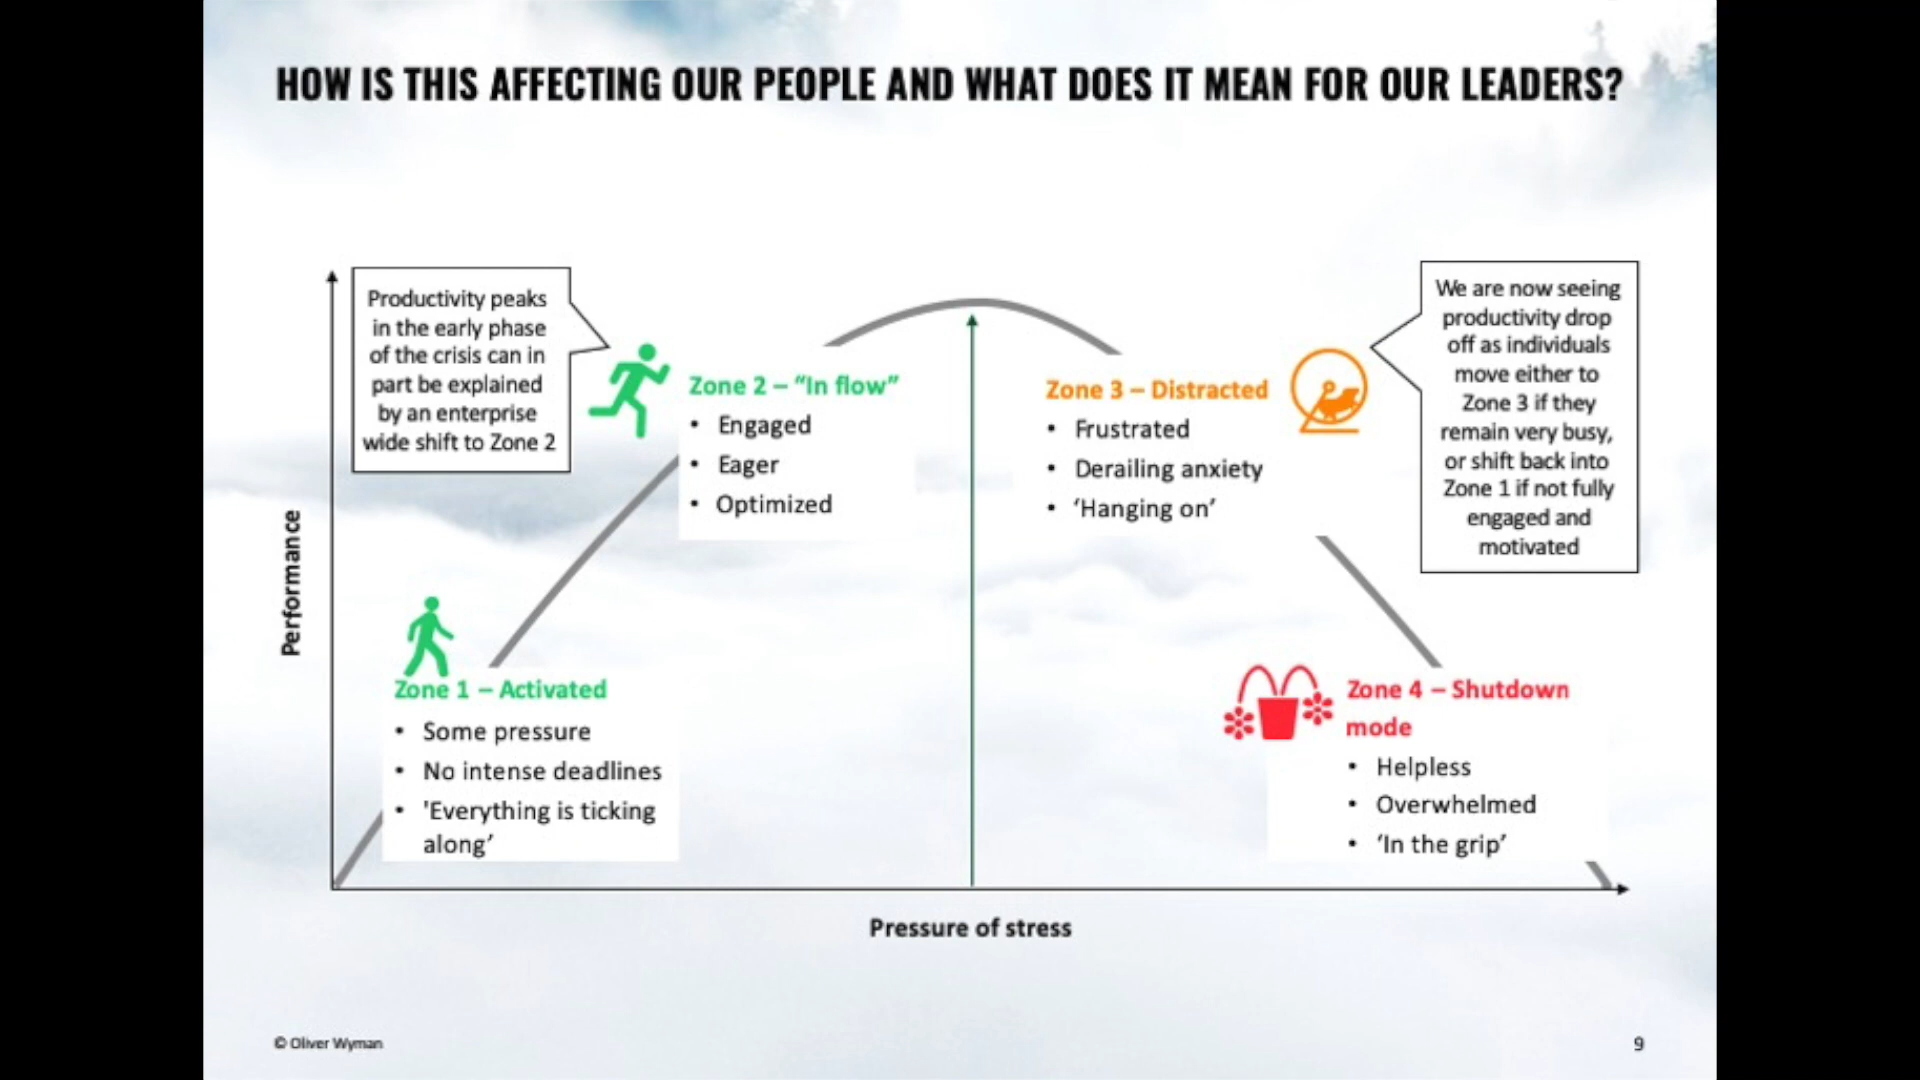 HOW IS THIS AFFECTING OUR PEOPLE AND WHAT DOES IT MEAN FOR OUR LEADERS?
Productivity peaks
in the early phase
of the crisis can in
part be explained
by an enterprise
wide shift to Zone 2
Zone 2 – “In flow”
• Engaged
• Eager
• Optimized
Zone 3 – Distracted
• Frustrated
• Derailing anxiety
• ‘Hanging on’
We are now seeing
productivity drop
off as individuals
move either to
Zone 3 if they
remain very busy,
or shift back into
Zone 1 if not fully
engaged and
motivated
Performance
Zone 1 – Activated
• Some pressure
• No intense deadlines
• 'Everything is ticking
along’
Zone 4 – Shutdown
mode
• Helpless
• Overwhelmed
• ‘In the grip’
Pressure of stress
© Oliver Wyman
9